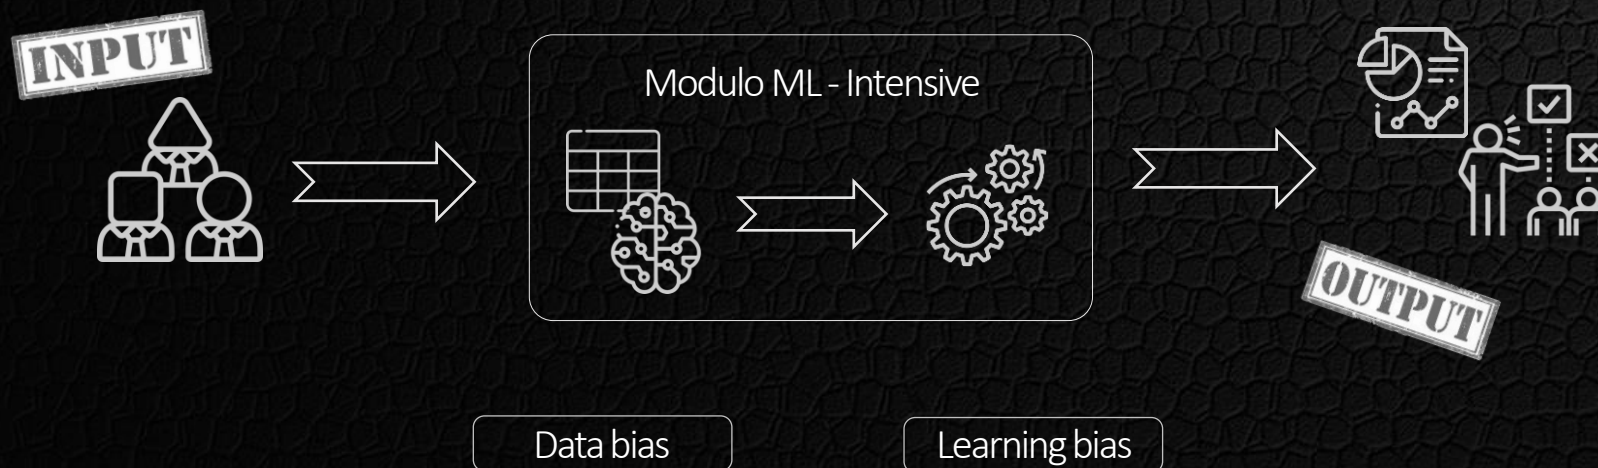 INPUT
Modulo ML - Intensive
OUTPUT
Data bias
Learning bias